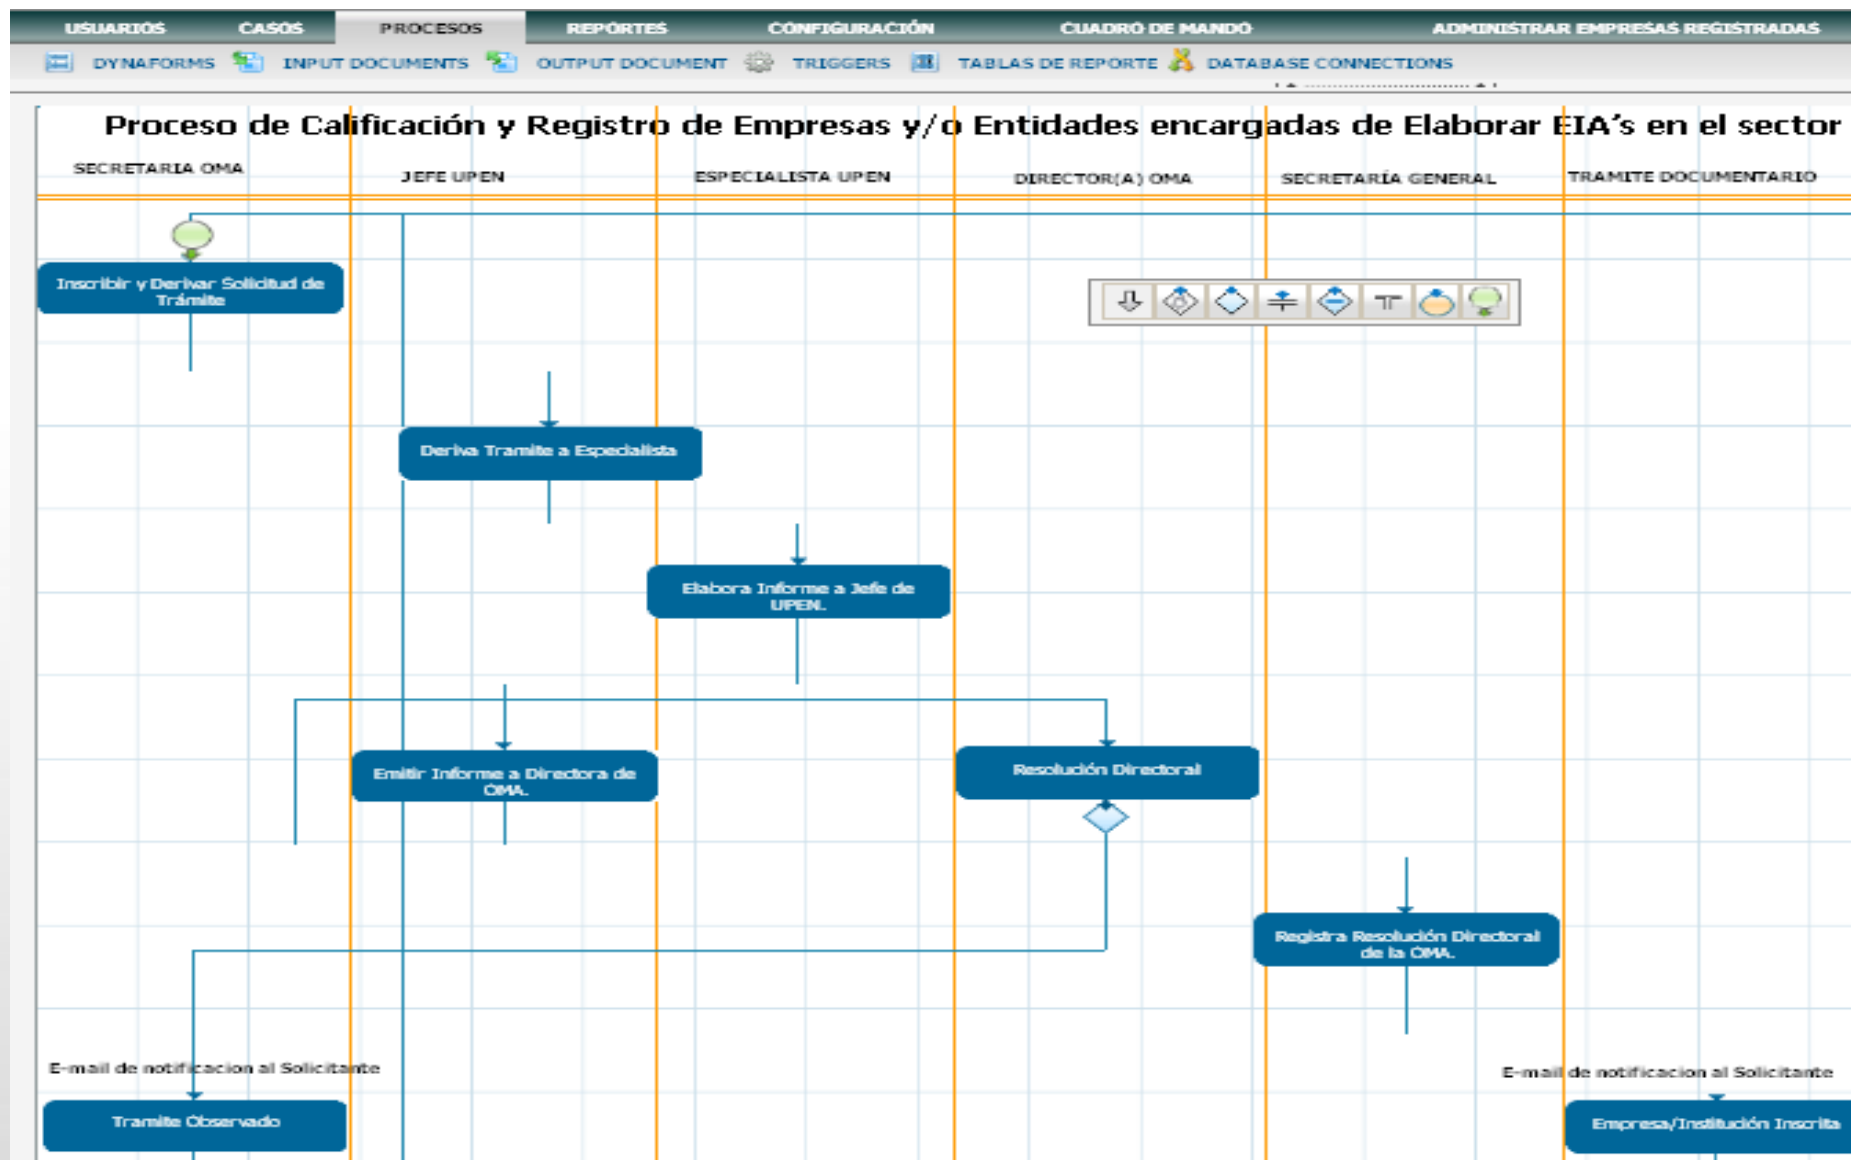 USUARIOS CASOS PROCESOS REPORTES CONFIGURACIÓN CUADRO DE MANDO ADMINISTRAR EMPRESAS REGISTRADAS
DYNAFORMS INPUT DOCUMENTS OUTPUT DOCUMENT TRIGGERS TABLAS DE REPORTE DATABASE CONNECTIONS
Proceso de Calificación y Registro de Empresas y/o Entidades encargadas de Elaborar EIA's en el sector
SECRETARIA OMA JEFE UPEN ESPECIALISTA UPEN DIRECTOR(A) OMA SECRETARÍA GENERAL TRAMITE DOCUMENTARIO
Inscribir y Derivar Solicitud de
Trámite
Deriva Tramite a Especialista
Elabora Informe a Jefe de
UPEN.
Emitir Informe a Directora de
OMA.
Resolución Directoral
Registra Resolución Directoral
de la OMA.
E-mail de notificacion al Solicitante
E-mail de notificacion al Solicitante
Tramite Observado
Empresa/Institución Inscrita